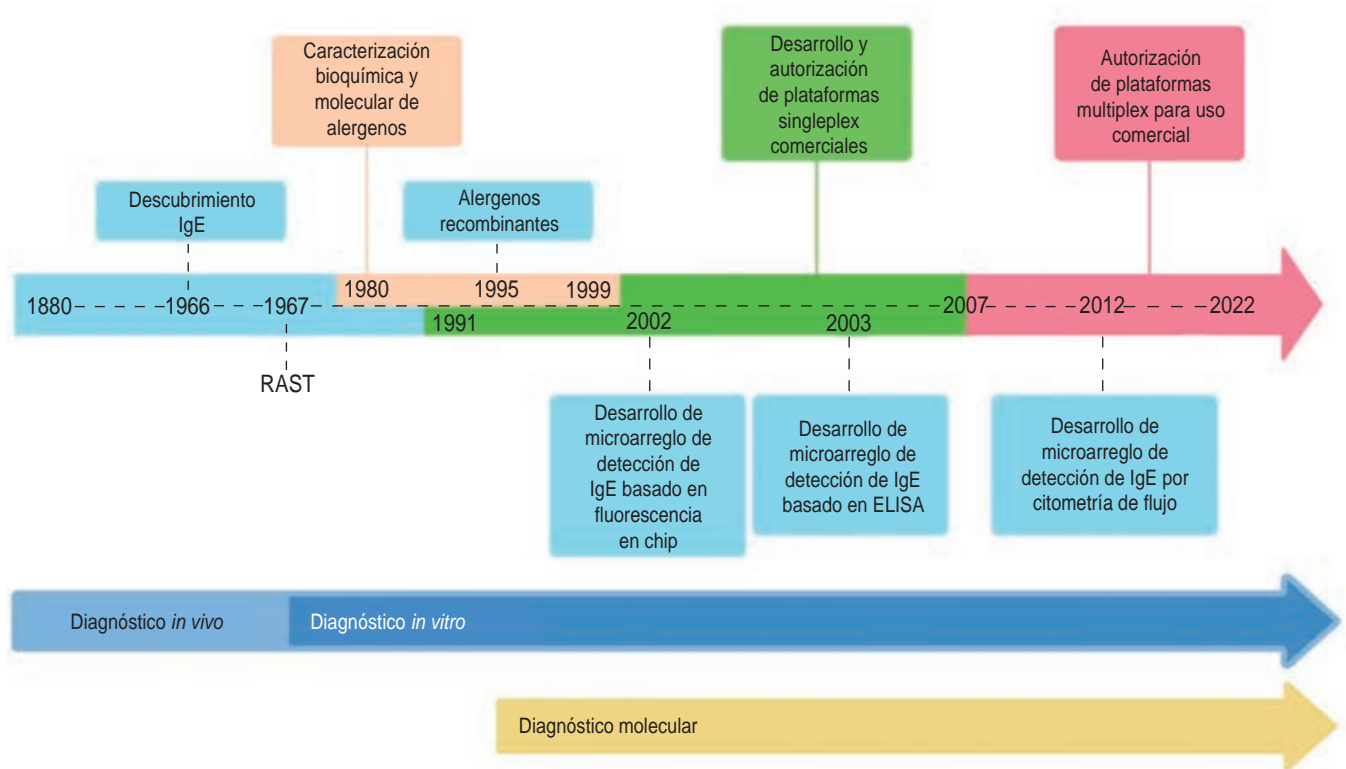 Caracterización
bioquímica y
molecular de
alergenos
Desarrollo y
autorización
de plataformas
singleplex
comerciales
Autorización
de plataformas
multiplex para uso
comercial
Descubrimiento
IgE
Alergenos
recombinantes
1880
1966
1967
1980
1991
1995
1999
2002
2003
2007
2012
2022
RAST
Desarrollo de
microarreglo de
detección de
IgE basado en
fluorescencia
en chip
Desarrollo de
microarreglo de
detección de IgE
basado en ELISA
Desarrollo de
microarreglo de
detección de IgE por
citometría de flujo
Diagnóstico in vivo
Diagnóstico in vitro
Diagnóstico molecular